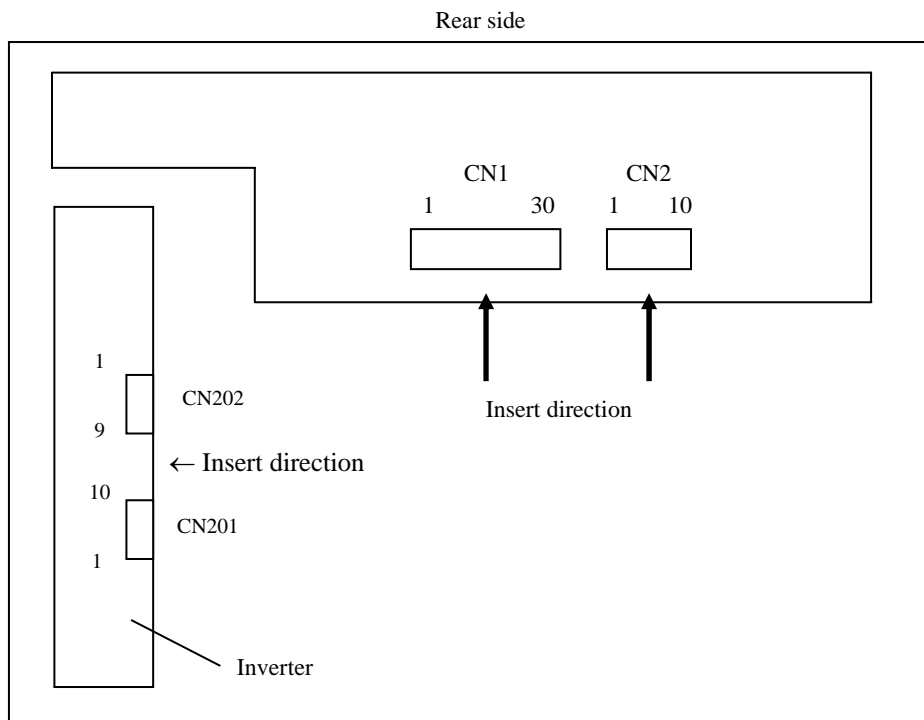 Rear side
CN1 CN2
1 30 1 10
1
CN202
9
Insert direction
← Insert direction
10
CN201
1
Inverter